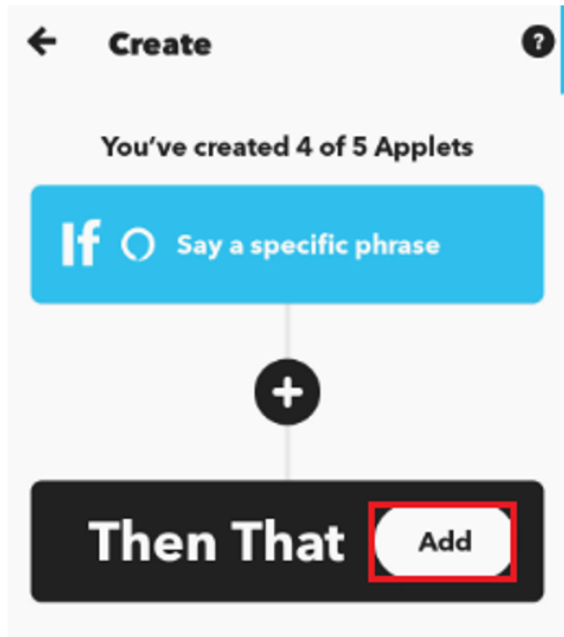 Create ?
You've created 4 of 5 Applets
If Say a specific phrase
Then That Add